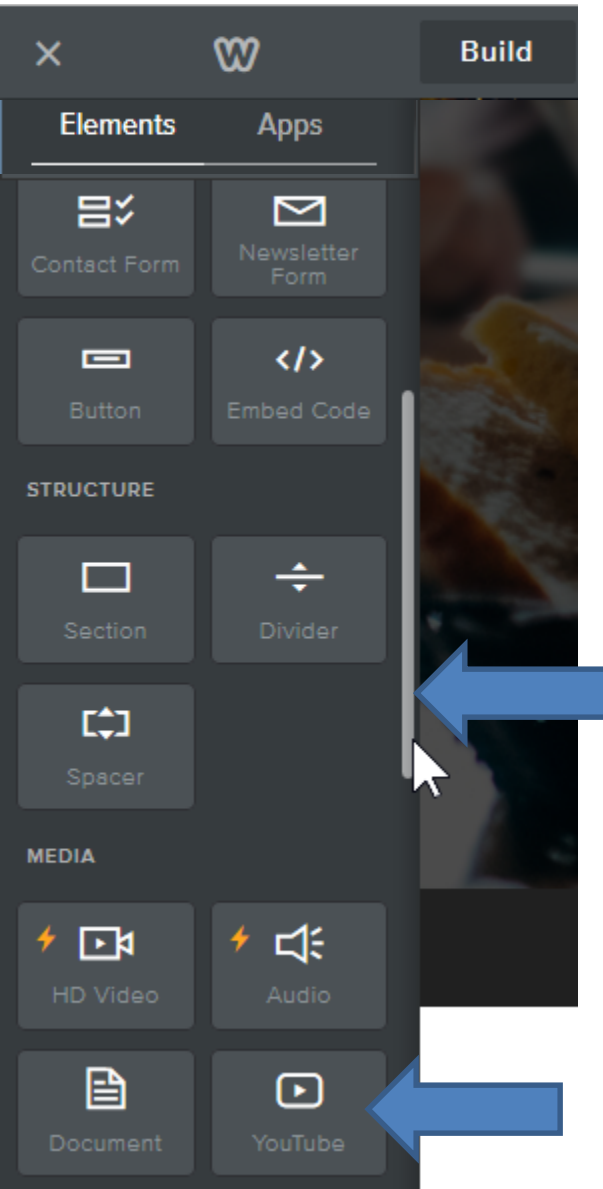 Build
Elements Apps
Contact Form
Newsletter
Form
Button
Embed Code
STRUCTURE
Section
Divider
Spacer
MEDIA
HD Video
Audio
Document
YouTube